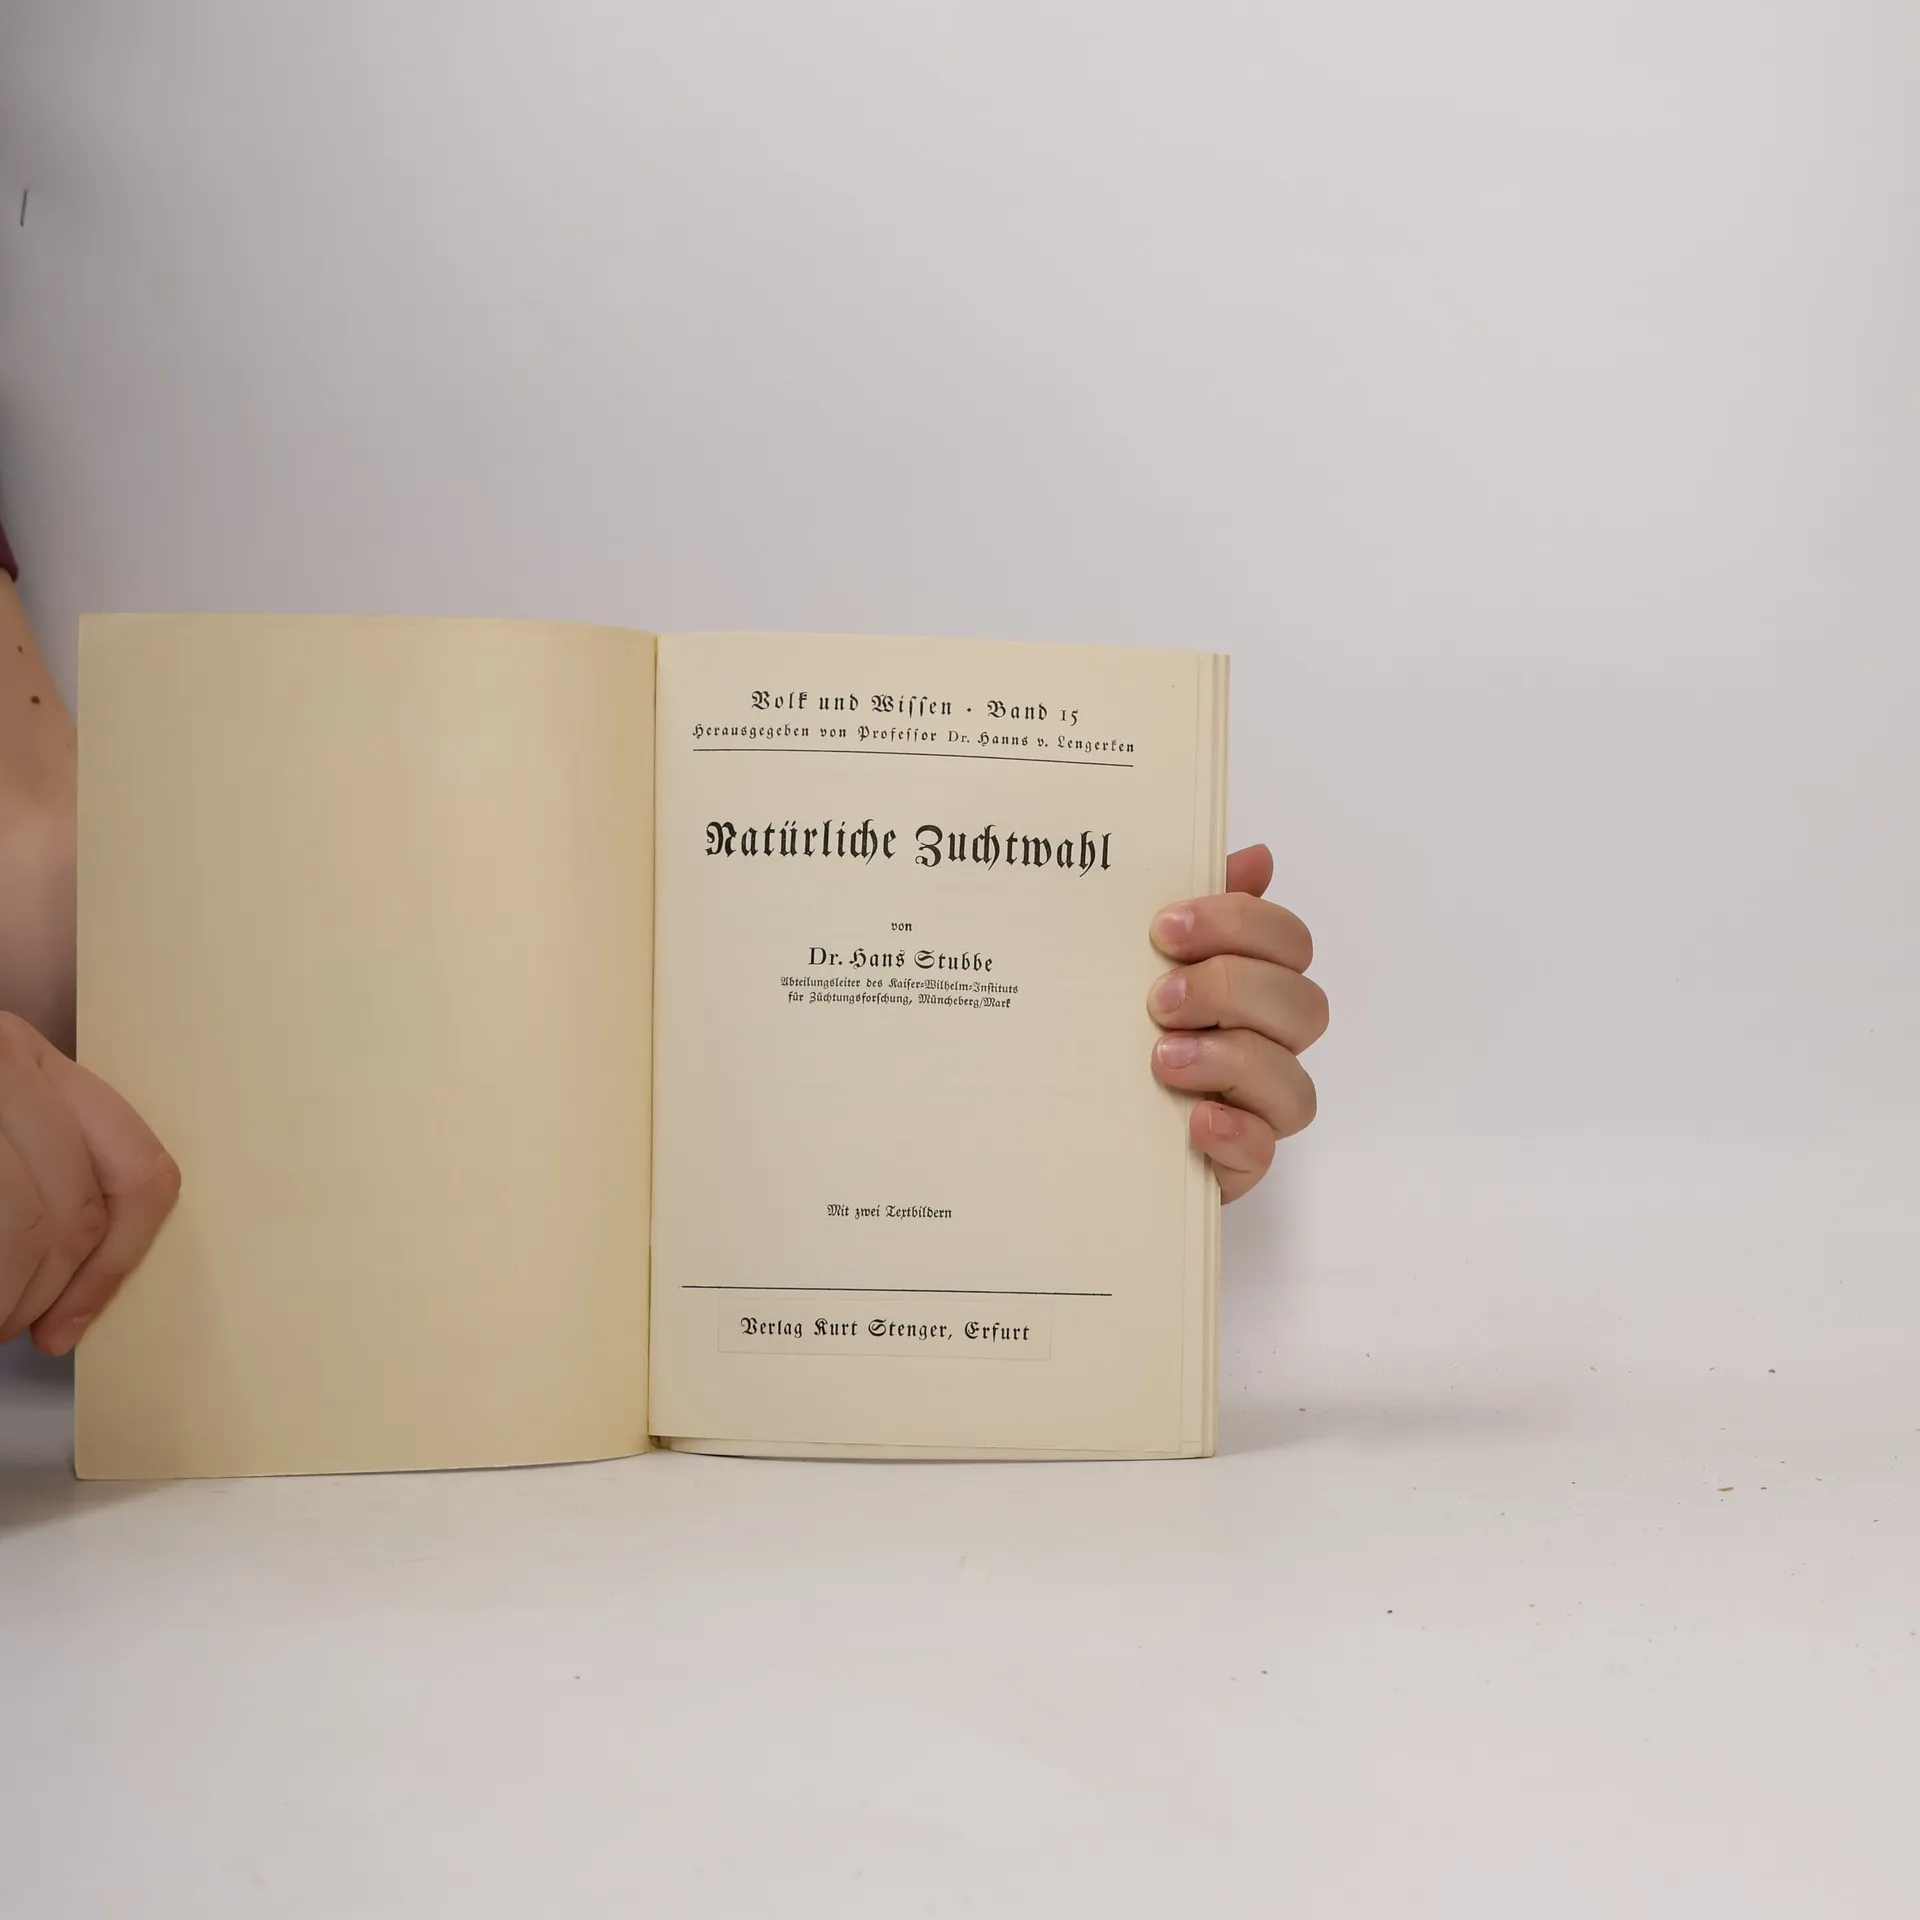 Volk und Wissen · Band 15
Herausgegeben von Professor Dr. Hanns v. Lengerken
Natürliche Zuchtwahl
von
Dr. Hans Stubbe
Abteilungsleiter des Kaiser-Wilhelm-Instituts
für Züchtungsforschung, Müncheberg/Mark
Mit zwei Textbildern
Verlag Kurt Stenger, Erfurt